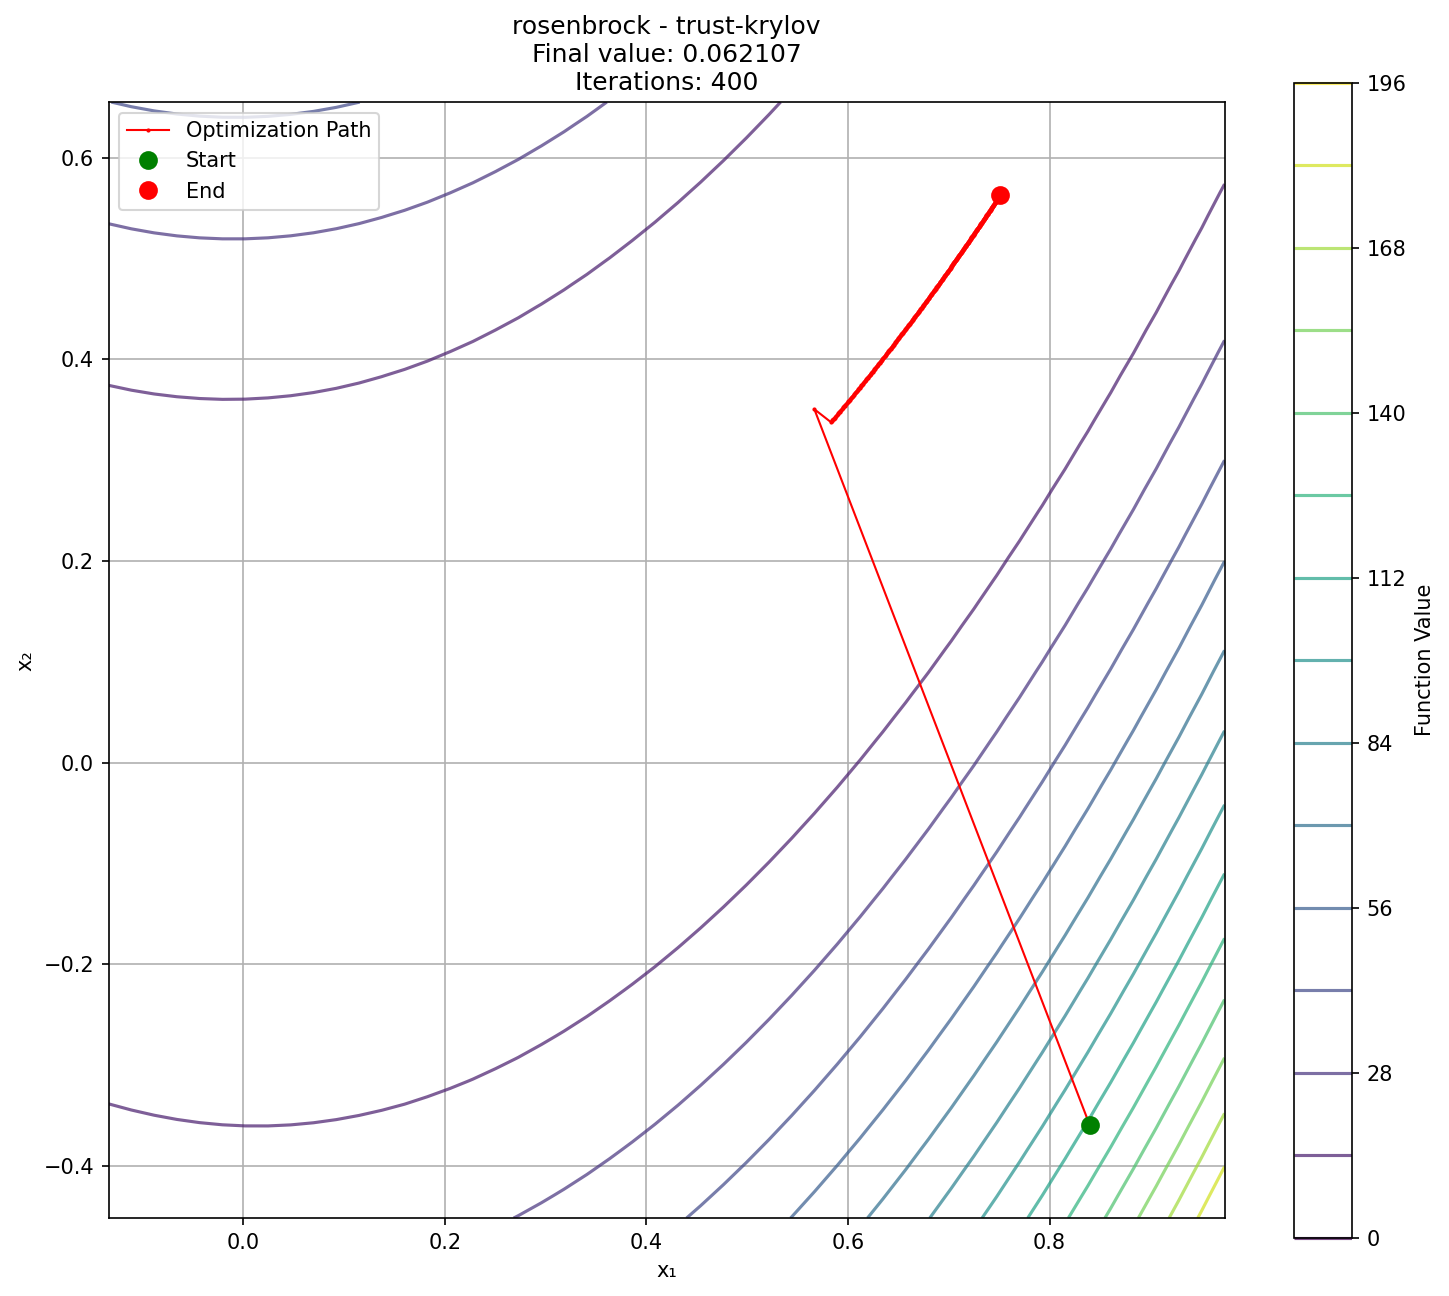 rosenbrock - trust-krylov
Final value: 0.062107
Iterations: 400
Optimization Path
Start
End
0.6
0.4
0.2
0.0
−0.2
−0.4
x₂
0.0
0.2
0.4
0.6
0.8
x₁
196
168
140
112
84
56
28
0
Function Value